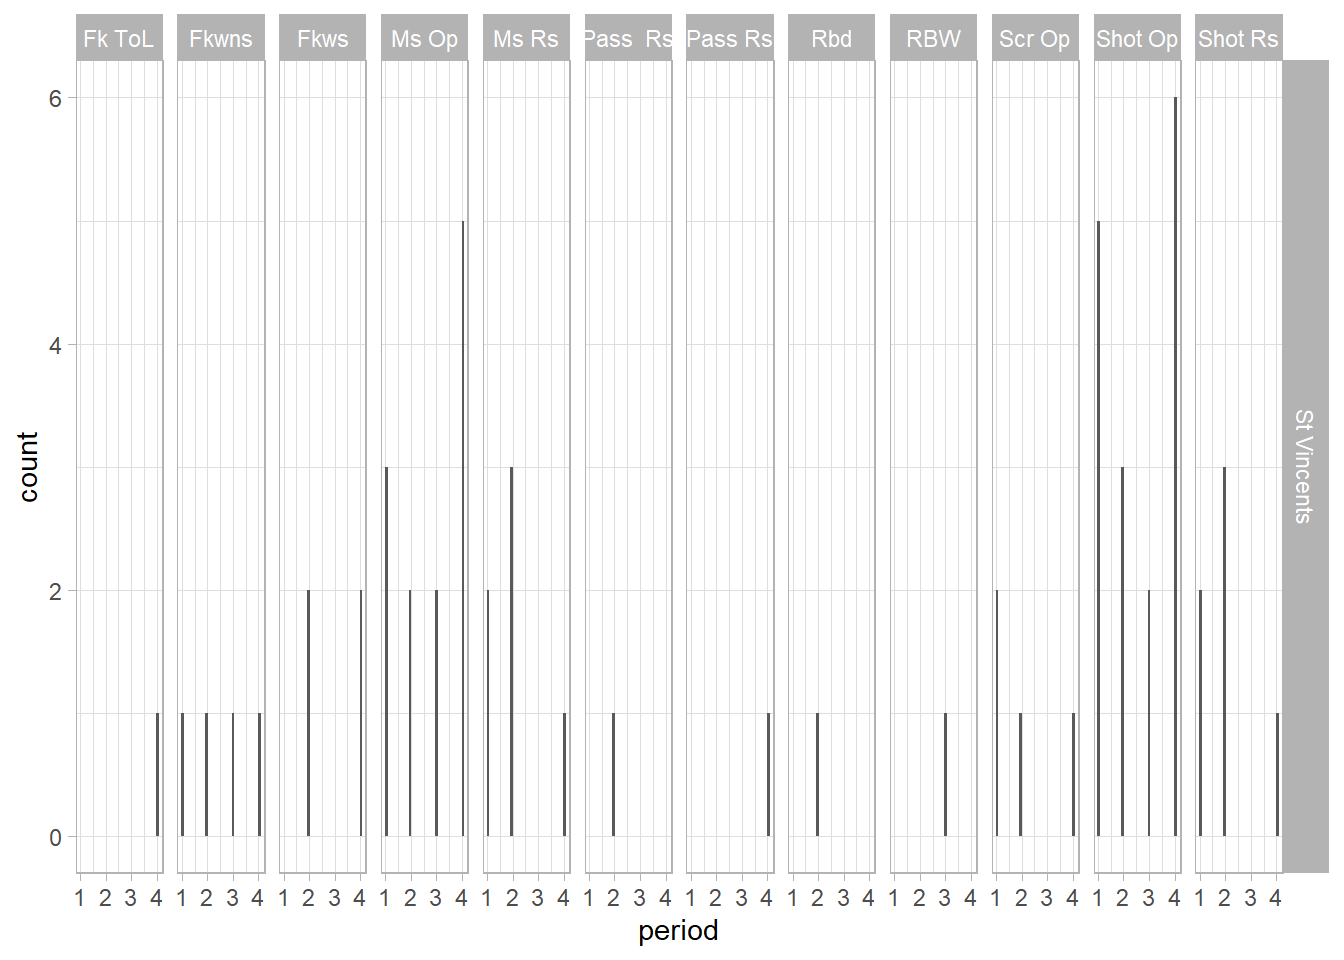 Fk ToL Fkwns Fkws Ms Op Ms Rs Pass  Rs Pass Rs Rbd RBW Scr Op Shot Op Shot Rs
6
4
2
0
count
St Vincents
1 2 3 4 1 2 3 4 1 2 3 4 1 2 3 4 1 2 3 4 1 2 3 4 1 2 3 4 1 2 3 4 1 2 3 4 1 2 3 4 1 2 3 4 1 2 3 4
period